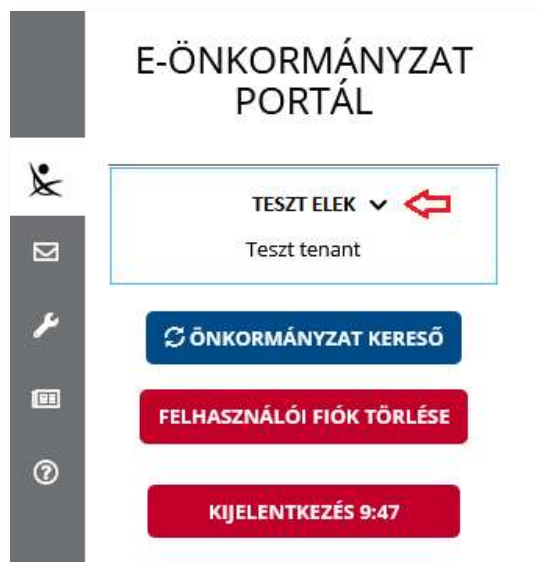 E-ÖNKORMÁNYZAT
PORTÁL
TESZT ELEK
Teszt tenant
ÖNKORMÁNYZAT KERESŐ
FELHASZNÁLÓI FIÓK TÖRLÉSE
KIJELENTKEZÉS 9:47